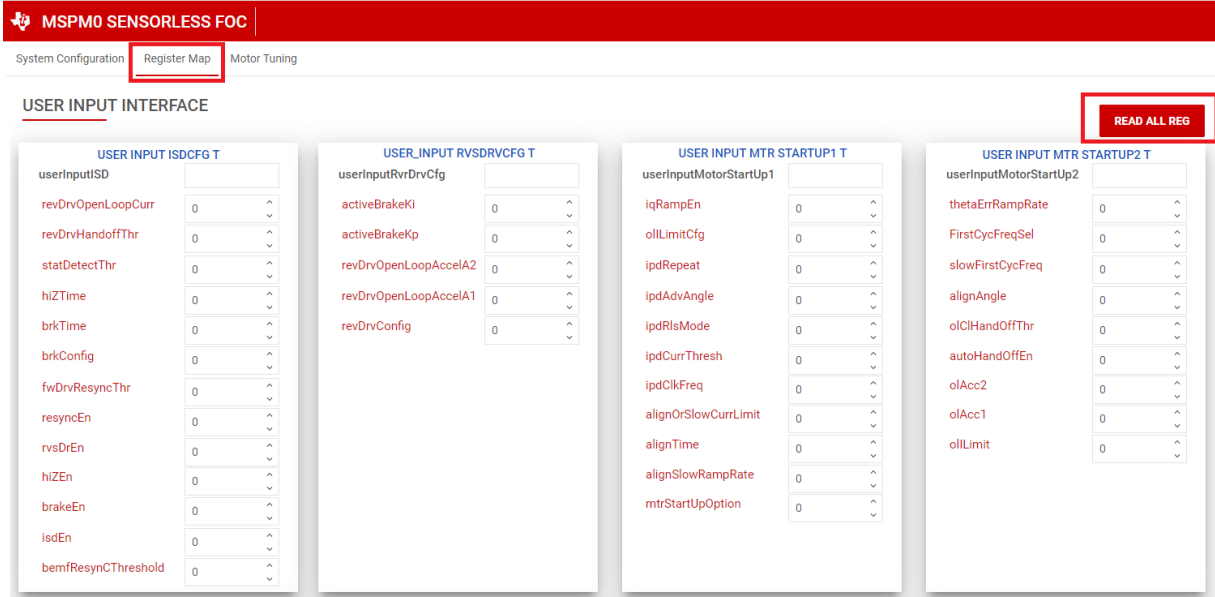 MSPM0 SENSORLESS FOC
System Configuration Register Map Motor Tuning
USER INPUT INTERFACE
READ ALL REG
USER INPUT ISDCFG T
userInputISD
revDrvOpenLoopCurr 0
revDrvHandoffThr 0
statDetectThr 0
hiZTime 0
brkTime 0
brkConfig 0
fwDrvResyncThr 0
resyncEn 0
rvsDrEn 0
hiZEn 0
brakeEn 0
isdEn 0
bemfResynCThreshold 0
USER_INPUT RVSDRVCFG T
userInputRvrDrvCfg
activeBrakeKi 0
activeBrakeKp 0
revDrvOpenLoopAccelA2 0
revDrvOpenLoopAccelA1 0
revDrvConfig 0
USER INPUT MTR STARTUP1 T
userInputMotorStartUp1
iqRampEn 0
olILimitCfg 0
ipdRepeat 0
ipdAdvAngle 0
ipdRlsMode 0
ipdCurrThresh 0
ipdClkFreq 0
alignOrSlowCurrLimit 0
alignTime 0
alignSlowRampRate 0
mtrStartUpOption 0
USER INPUT MTR STARTUP2 T
userInputMotorStartUp2
thetaErrRampRate 0
FirstCycFreqSel 0
slowFirstCycFreq 0
alignAngle 0
olClHandOffThr 0
autoHandOffEn 0
olAcc2 0
olAcc1 0
olILimit 0